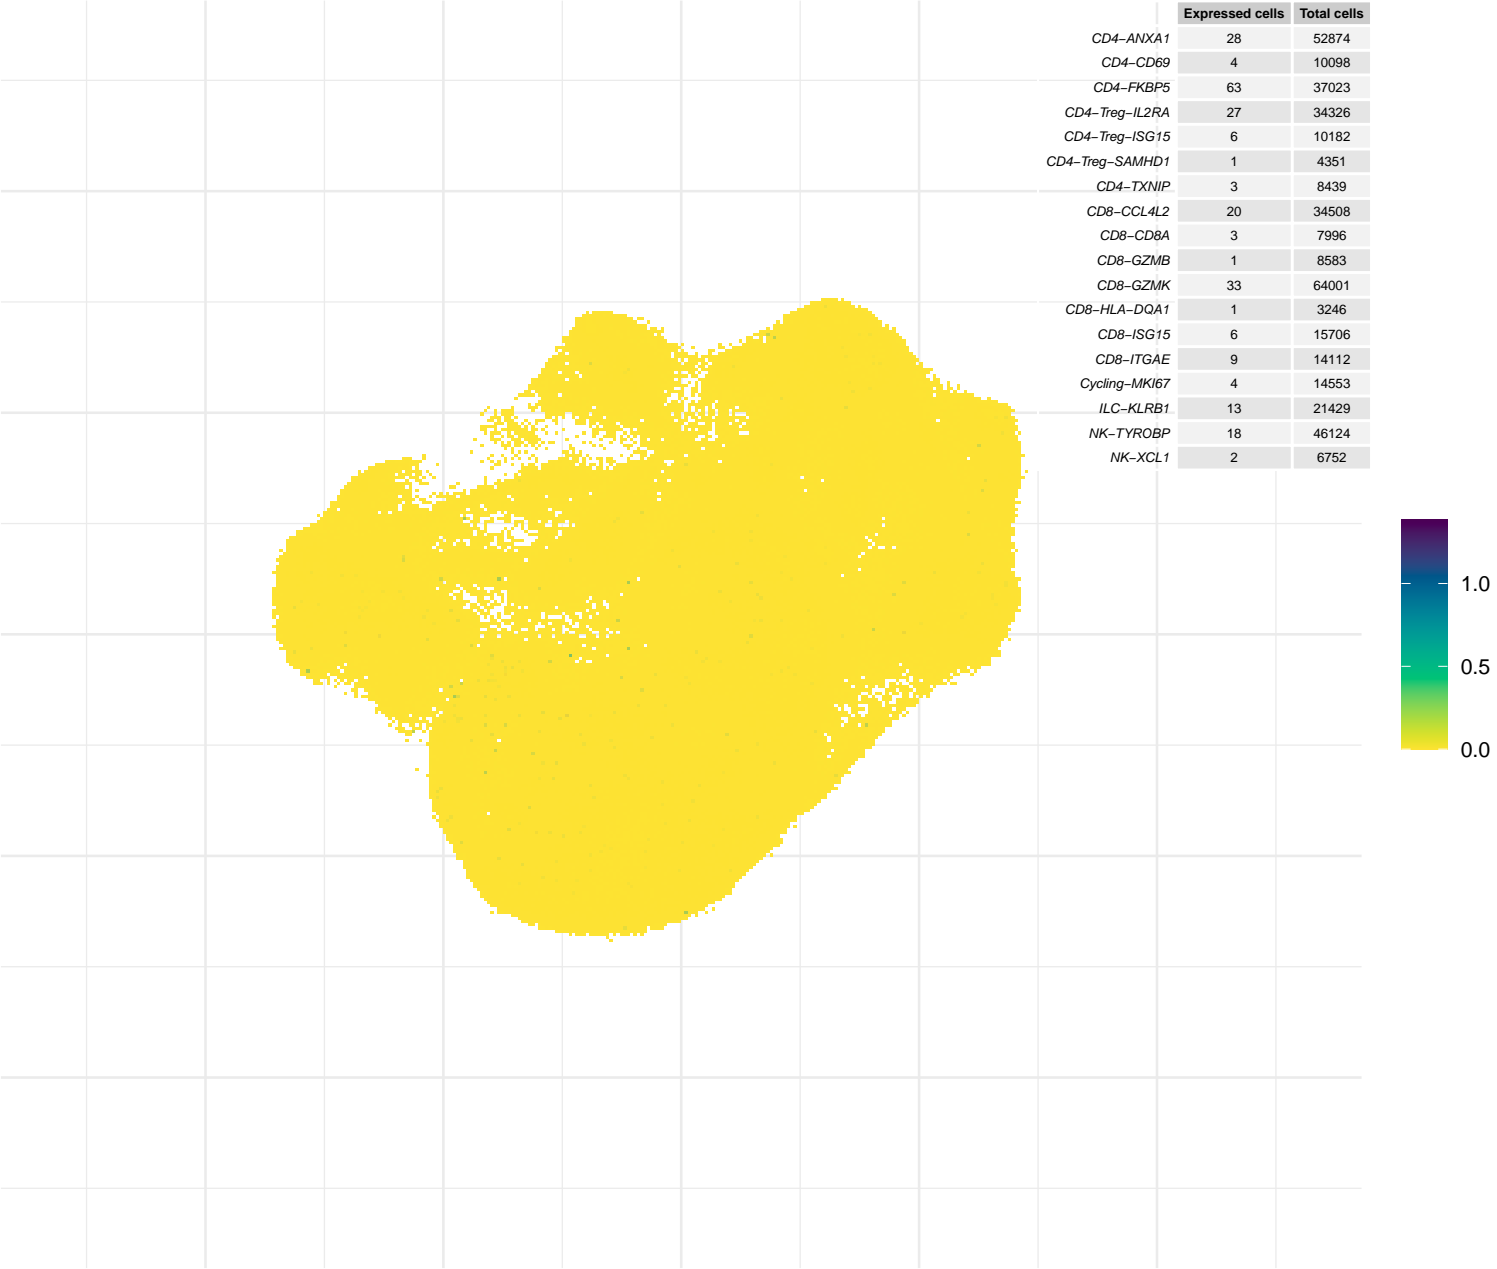 Expressed cells Total cells
CD4−ANXA1 28 52874
CD4−CD69 4 10098
CD4−FKBP5 63 37023
CD4−Treg−IL2RA 27 34326
CD4−Treg−ISG15 6 10182
CD4−Treg−SAMHD1 1 4351
CD4−TXNIP 3 8439
CD8−CCL4L2 20 34508
CD8−CD8A 3 7996
CD8−GZMB 1 8583
CD8−GZMK 33 64001
CD8−HLA−DQA1 1 3246
CD8−ISG15 6 15706
CD8−ITGAE 9 14112
Cycling−MKI67 4 14553
ILC−KLRB1 13 21429
NK−TYROBP 18 46124
NK−XCL1 2 6752
1.0
0.5
0.0